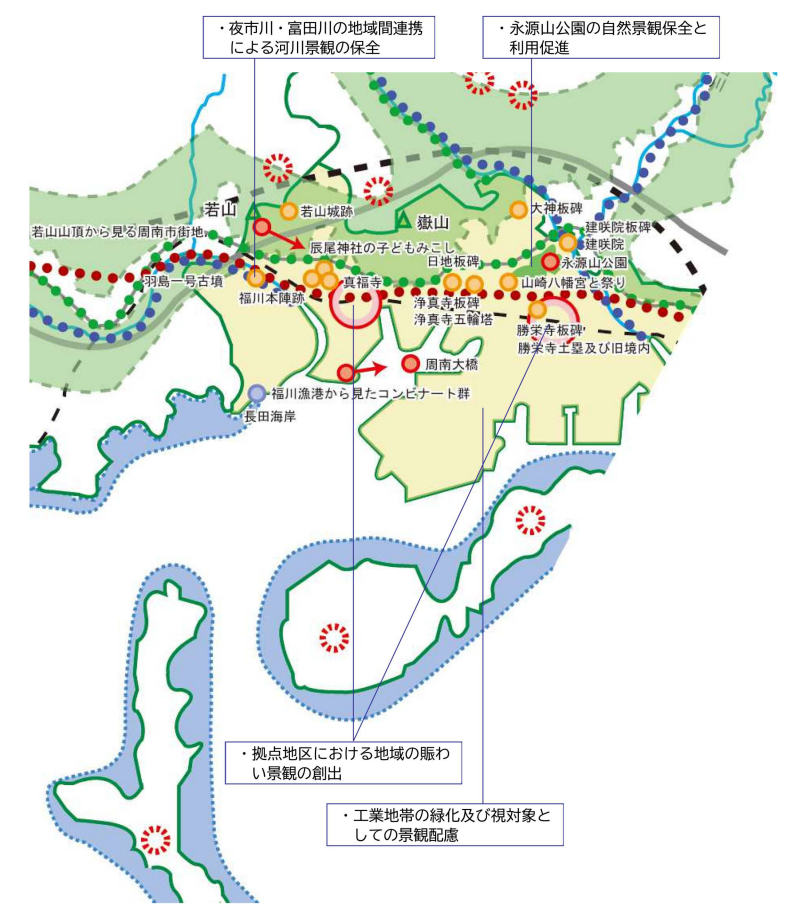 ・夜市川・富田川の地域間連携
による河川景観の保全
・永源山公園の自然景観保全と
利用促進
若山
若山城跡
嶽山
大神板碑
建咲院板碑
建咲院
若山山頂から見る周南市街地
辰尾神社の子どもみこし
日地板碑
永源山公園
羽島一号古墳
真福寺
山崎八幡宮と祭り
福川本陣跡
浄真寺板碑
浄真寺五輪塔
勝栄寺板碑
勝栄寺土塁及び旧境内
周南大橋
福川漁港から見たコンビナート群
長田海岸
・拠点地区における地域の賑わ
い景観の創出
・工業地帯の緑化及び視対象と
しての景観配慮